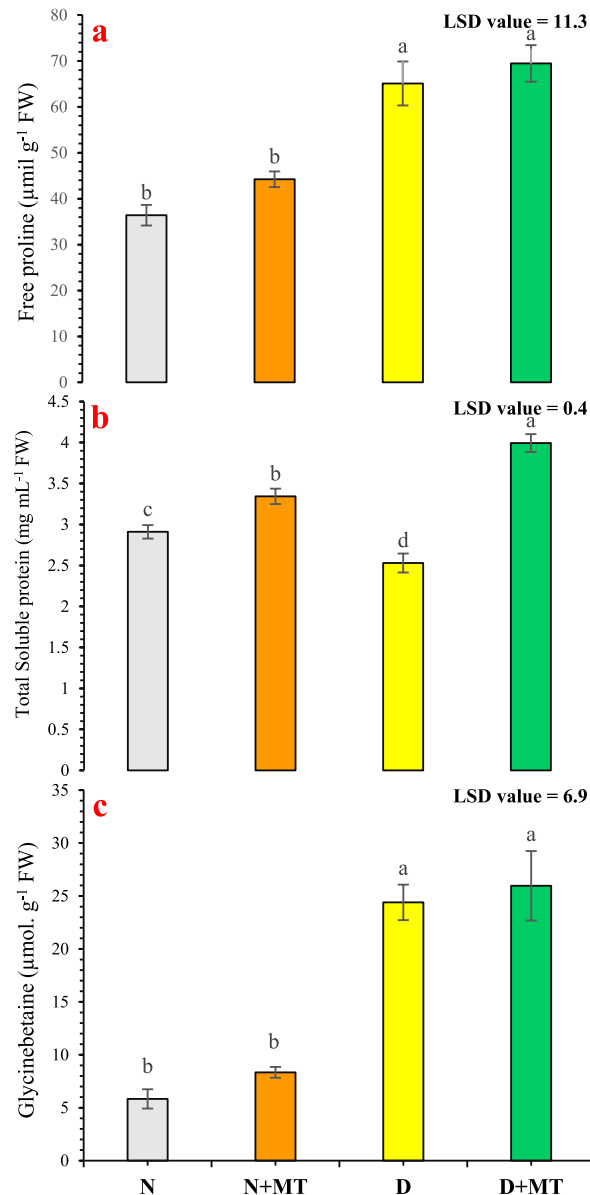 a
LSD value = 11.3
80
70
60
50
40
30
20
10
0
Free proline (µmil g-1 FW)
b
b
a
a
b
LSD value = 0.4
4.5
4
3.5
3
2.5
2
1.5
1
0.5
0
Total Soluble protein (mg mL-1 FW)
c
b
d
a
c
LSD value = 6.9
35
30
25
20
15
10
5
0
Glycinebetaine (µmol. g-1 FW)
b
b
a
a
N N+MT D D+MT